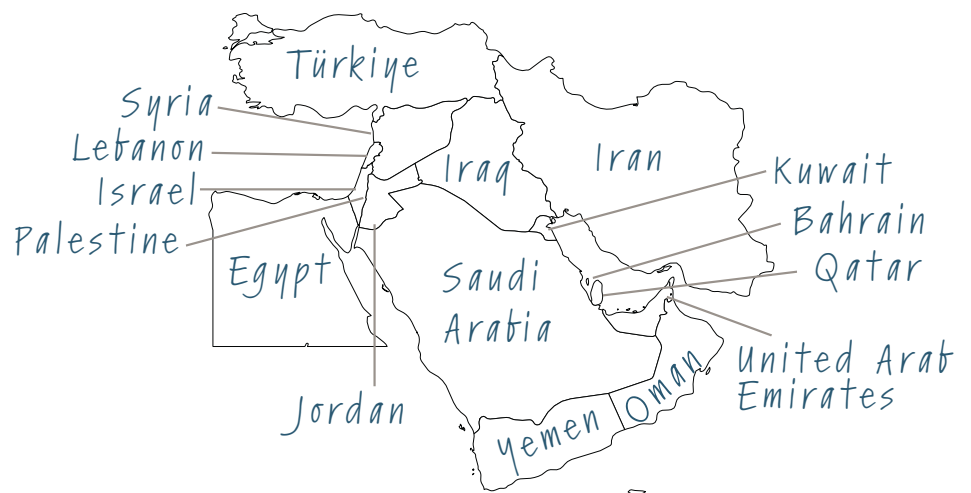 Türkiye
Syria
Lebanon
Israel
Palestine
Egypt
Jordan
Iraq
Iran
Kuwait
Bahrain
Qatar
Saudi
Arabia
United Arab
Emirates
Oman
Yemen